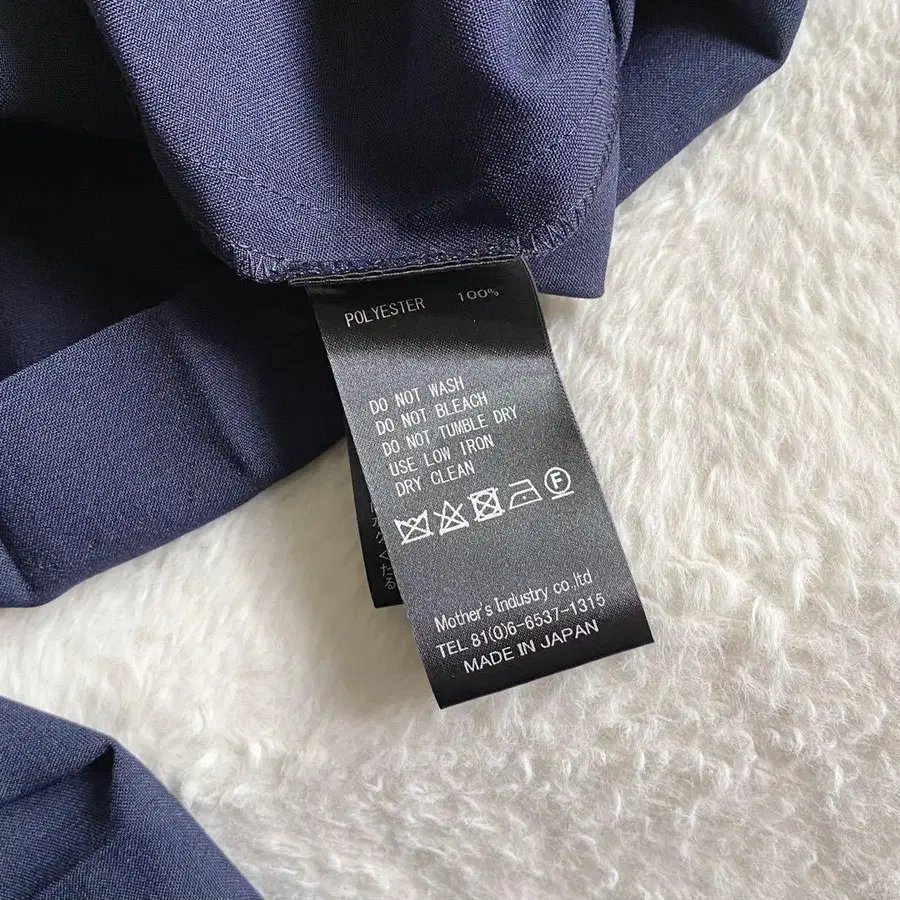 POLYESTER 100%
DO NOT WASH
DO NOT BLEACH
DO NOT TUMBLE DRY
USE LOW IRON
DRY CLEAN
F
Mother's Industry co.,ltd
TEL 81(0)6-6537-1315
MADE IN JAPAN